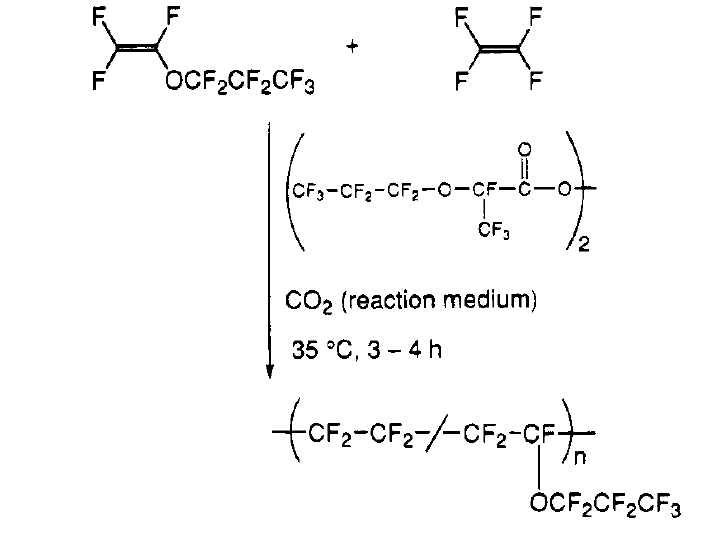 F F + F F
F OCF₂CF₂CF₃ F F
O
CF₃-CF₂-CF₂-O-CF-C-O
CF₃ 2
CO₂ (reaction medium)
35 °C, 3 – 4 h
CF₂-CF₂-/-CF₂-CF n
OCF₂CF₂CF₃